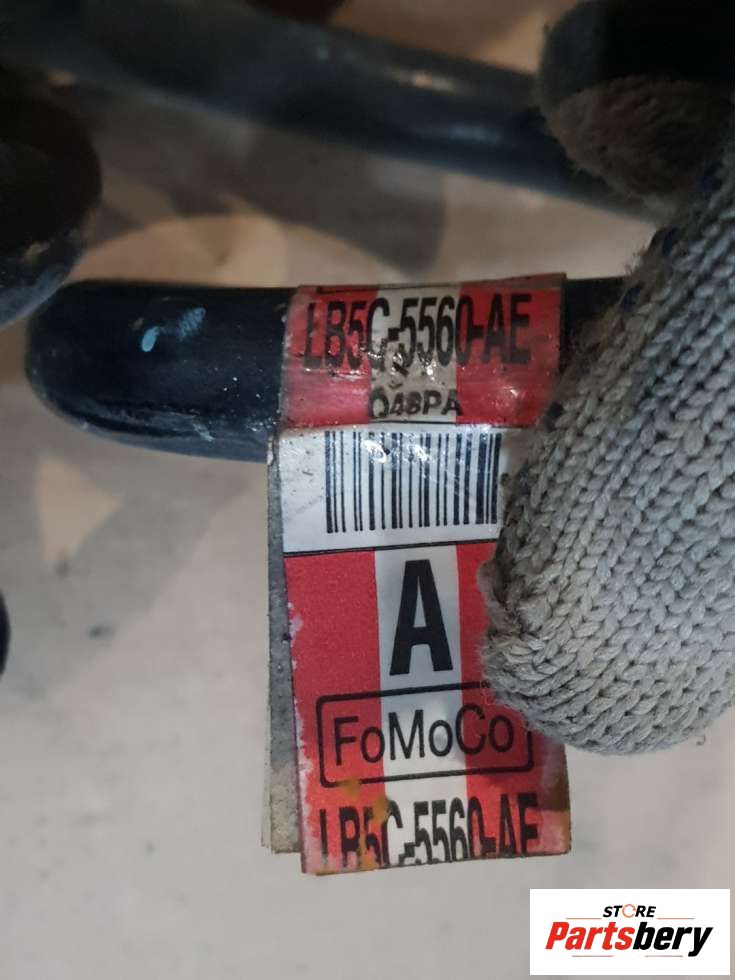 LB5C-5560-AE
Q48PA
A
FoMoCo
LB5C-5560-AE
STORE
Partsbery